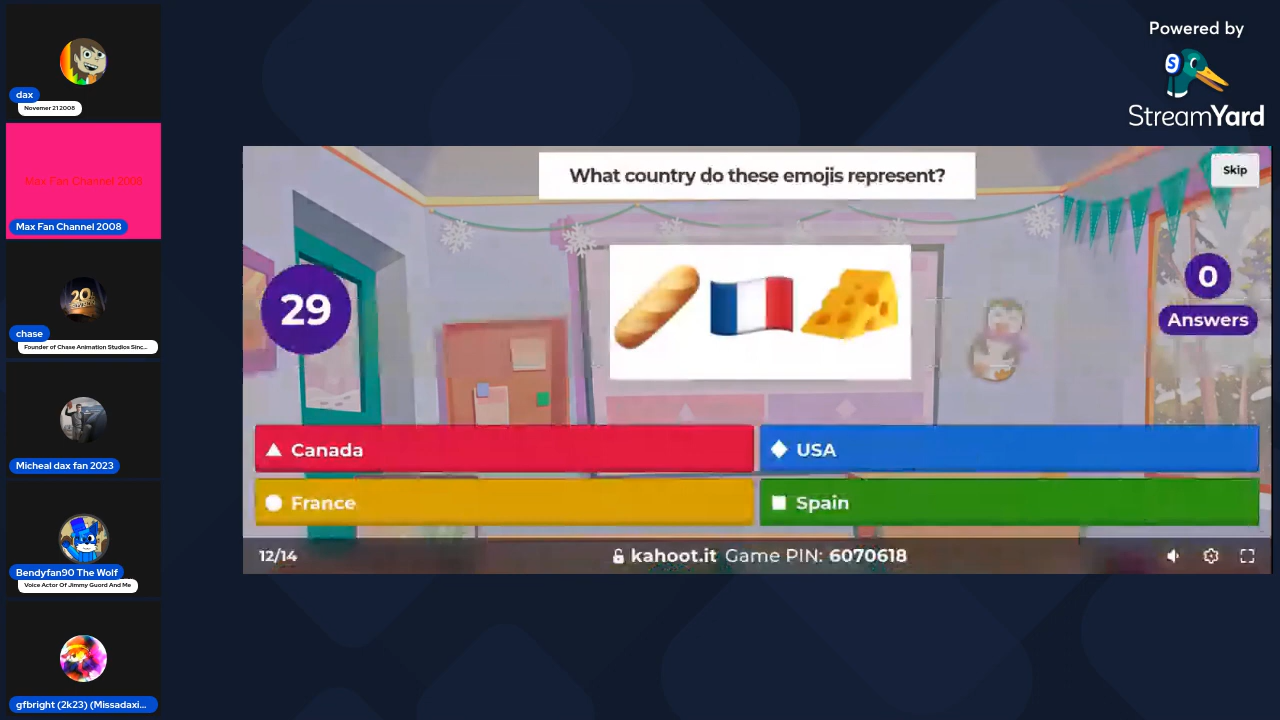 Powered by
StreamYard
dax
Novemer 21 2008
Max Fan Channel 2008
Max Fan Channel 2008
20
chase
Founder of Chase Animation Studios Sinc...
Micheal dax fan 2023
Bendyfan90 The Wolf
Voice Actor Of Jimmy Guord And Me
gfbright (2k23) (Missadaxi...
What country do these emojis represent?
Skip
29
0
Answers
Canada
USA
France
Spain
12/14
kahoot.it Game PIN: 6070618